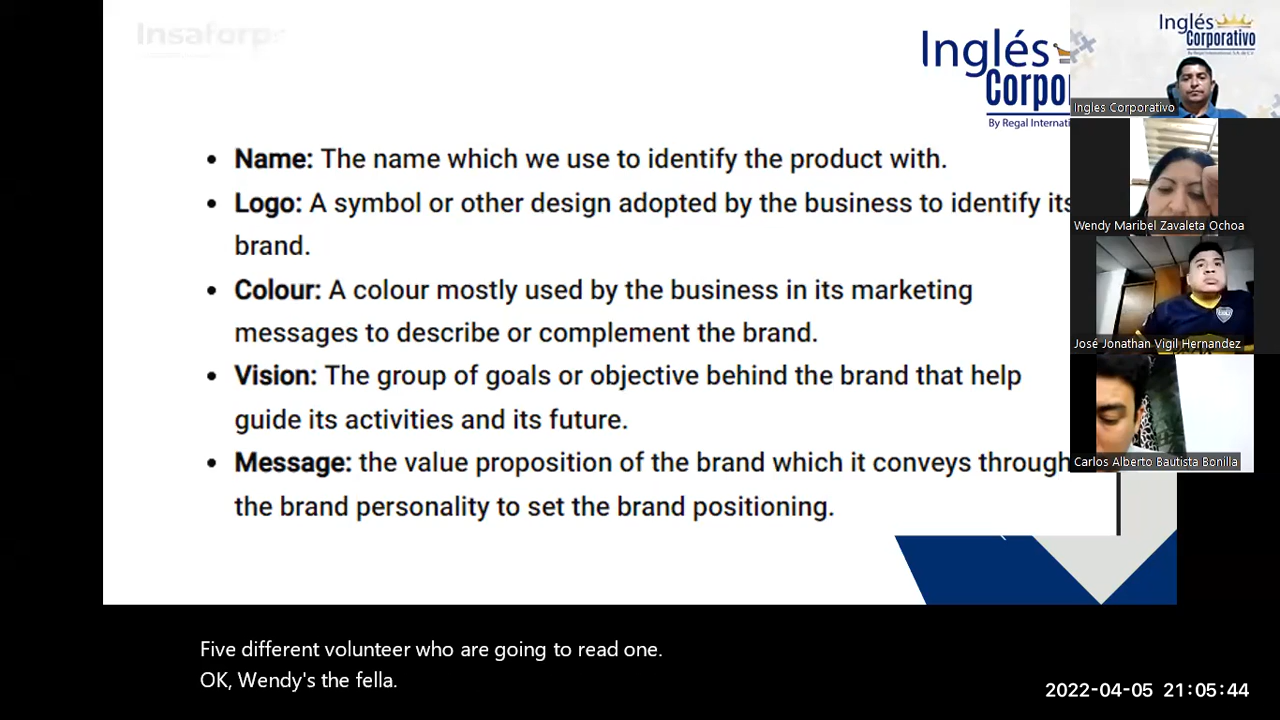 Insaforp
Inglés
Corpo
By Regal Internati
• Name: The name which we use to identify the product with.
• Logo: A symbol or other design adopted by the business to identify its
brand.
• Colour: A colour mostly used by the business in its marketing
messages to describe or complement the brand.
• Vision: The group of goals or objective behind the brand that help
guide its activities and its future.
• Message: the value proposition of the brand which it conveys through
the brand personality to set the brand positioning.
Inglés
Corporativo
By Regal International, S.A. de C.V.
Ingles Corporativo
Wendy Maribel Zavaleta Ochoa
José Jonathan Vigil Hernandez
Carlos Alberto Bautista Bonilla
Five different volunteer who are going to read one.
OK, Wendy's the fella.
2022-04-05 21:05:44